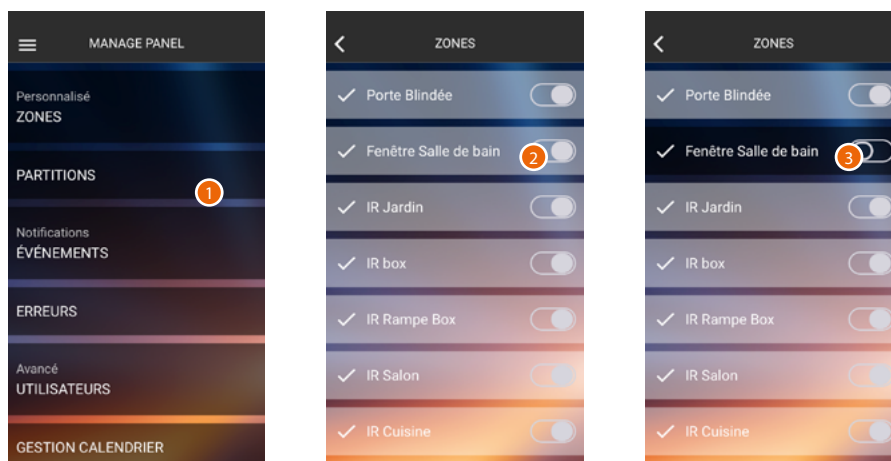 MANAGE PANEL
Personnalisé
ZONES
PARTITIONS
1
Notifications
ÉVÉNEMENTS
ERREURS
Avancé
UTILISATEURS
GESTION CALENDRIER
ZONES
Porte Blindée
Fenêtre Salle de bain
2
IR Jardin
IR box
IR Rampe Box
IR Salon
IR Cuisine
ZONES
Porte Blindée
Fenêtre Salle de bain
3
IR Jardin
IR box
IR Rampe Box
IR Salon
IR Cuisine